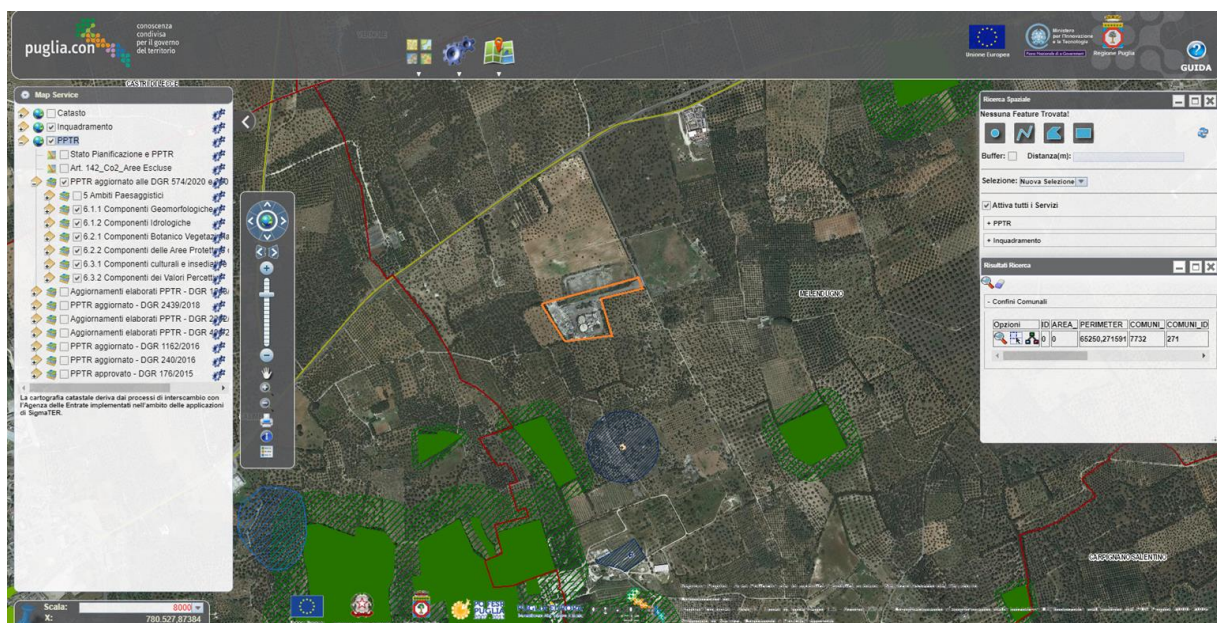 puglia.con
conoscenza
condivisa
per il governo
del territorio
Unione Europea
Ministero
per l'Innovazione
e la Tecnologia
Regione Puglia
GUIDA
Map Service
Catasto
Inquadramento
PPTR
Stato Pianificazione e PPTR
Art. 142_Co2_Aree Escluse
PPTR aggiornato alle DGR 574/2020 e
5 Ambiti Paesaggistici
6.1.1 Componenti Geomorfologiche
6.1.2 Componenti Idrologiche
6.2.1 Componenti Botanico
6.2.2 Componenti delle Aree
6.3.1 Componenti culturali e
6.3.2 Componenti dei Valori
Aggiornamenti elaborati PPTR - DGR
PPTR aggiornato - DGR 2439/2018
Aggiornamenti elaborati PPTR - DGR
Aggiornamenti elaborati PPTR - DGR
PPTR aggiornato - DGR 1162/2016
PPTR aggiornato - DGR 240/2016
PPTR approvato - DGR 176/2015
La cartografia catastale deriva dai processi di interscambio con
l'Agenzia delle Entrate implementati nell'ambito delle applicazioni
di SigmaTER.
Scala: 8000
X: 780.527,87384
MELENDUGNO
CARPIGNANO SALENTINO
Ricerca Spaziale
Nessuna Feature Trovata!
Buffer: Distanza(m):
Selezione: Nuova Selezione
Attiva tutti i Servizi
+ PPTR
+ Inquadramento
Risultati Ricerca
- Confini Comunali
Opzioni ID AREA_ PERIMETER COMUNI_ COMUNI_ID
0 0 65250,271591 7732 271